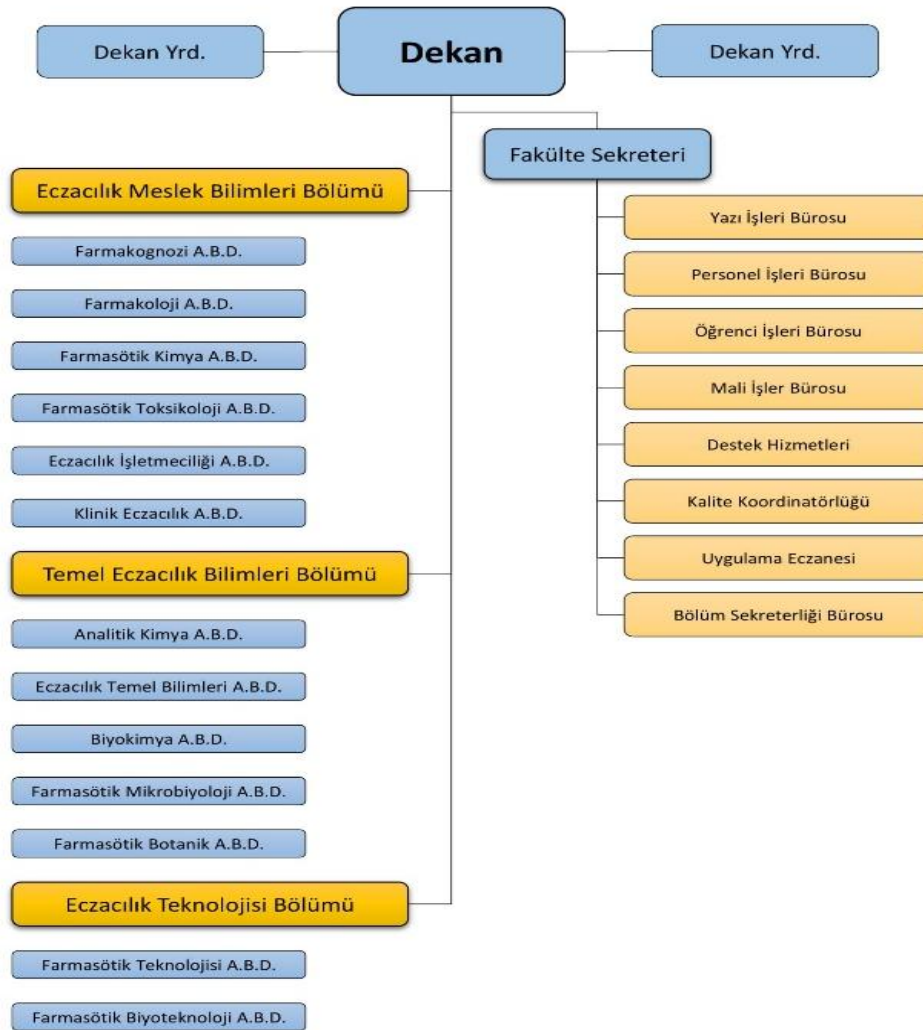 Dekan Yrd.
Dekan
Dekan Yrd.
Fakülte Sekreteri
Yazı İşleri Bürosu
Personel İşleri Bürosu
Öğrenci İşleri Bürosu
Mali İşler Bürosu
Destek Hizmetleri
Kalite Koordinatörlüğü
Uygulama Eczanesi
Bölüm Sekreterliği Bürosu
Eczacılık Meslek Bilimleri Bölümü
Farmakognozi A.B.D.
Farmakoloji A.B.D.
Farmasötik Kimya A.B.D.
Farmasötik Toksikoloji A.B.D.
Eczacılık İşletmeciliği A.B.D.
Klinik Eczacılık A.B.D.
Temel Eczacılık Bilimleri Bölümü
Analitik Kimya A.B.D.
Eczacılık Temel Bilimleri A.B.D.
Biyokimya A.B.D.
Farmasötik Mikrobiyoloji A.B.D.
Farmasötik Botanik A.B.D.
Eczacılık Teknolojisi Bölümü
Farmasötik Teknolojisi A.B.D.
Farmasötik Biyoteknoloji A.B.D.